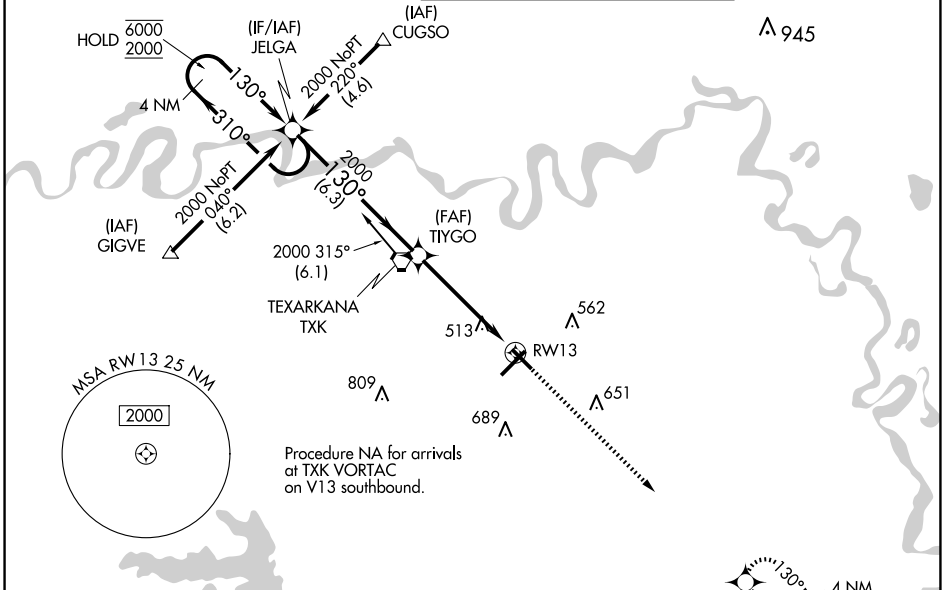 HOLD 6000
2000
(IF/IAF)
JELGA
(IAF)
CUGSO
945
2000 NoPT
220°
(4.6)
130°
4 NM
310°
2000
130°
(6.3)
2000 NoPT
040°
(6.2)
(IAF)
GIGVE
(FAF)
TIYGO
2000 315°
(6.1)
TEXARKANA
TXK
513
562
RW13
MSA RW13 25 NM
2000
809
651
689
Procedure NA for arrivals
at TXK VORTAC
on V13 southbound.
130°
4 NM